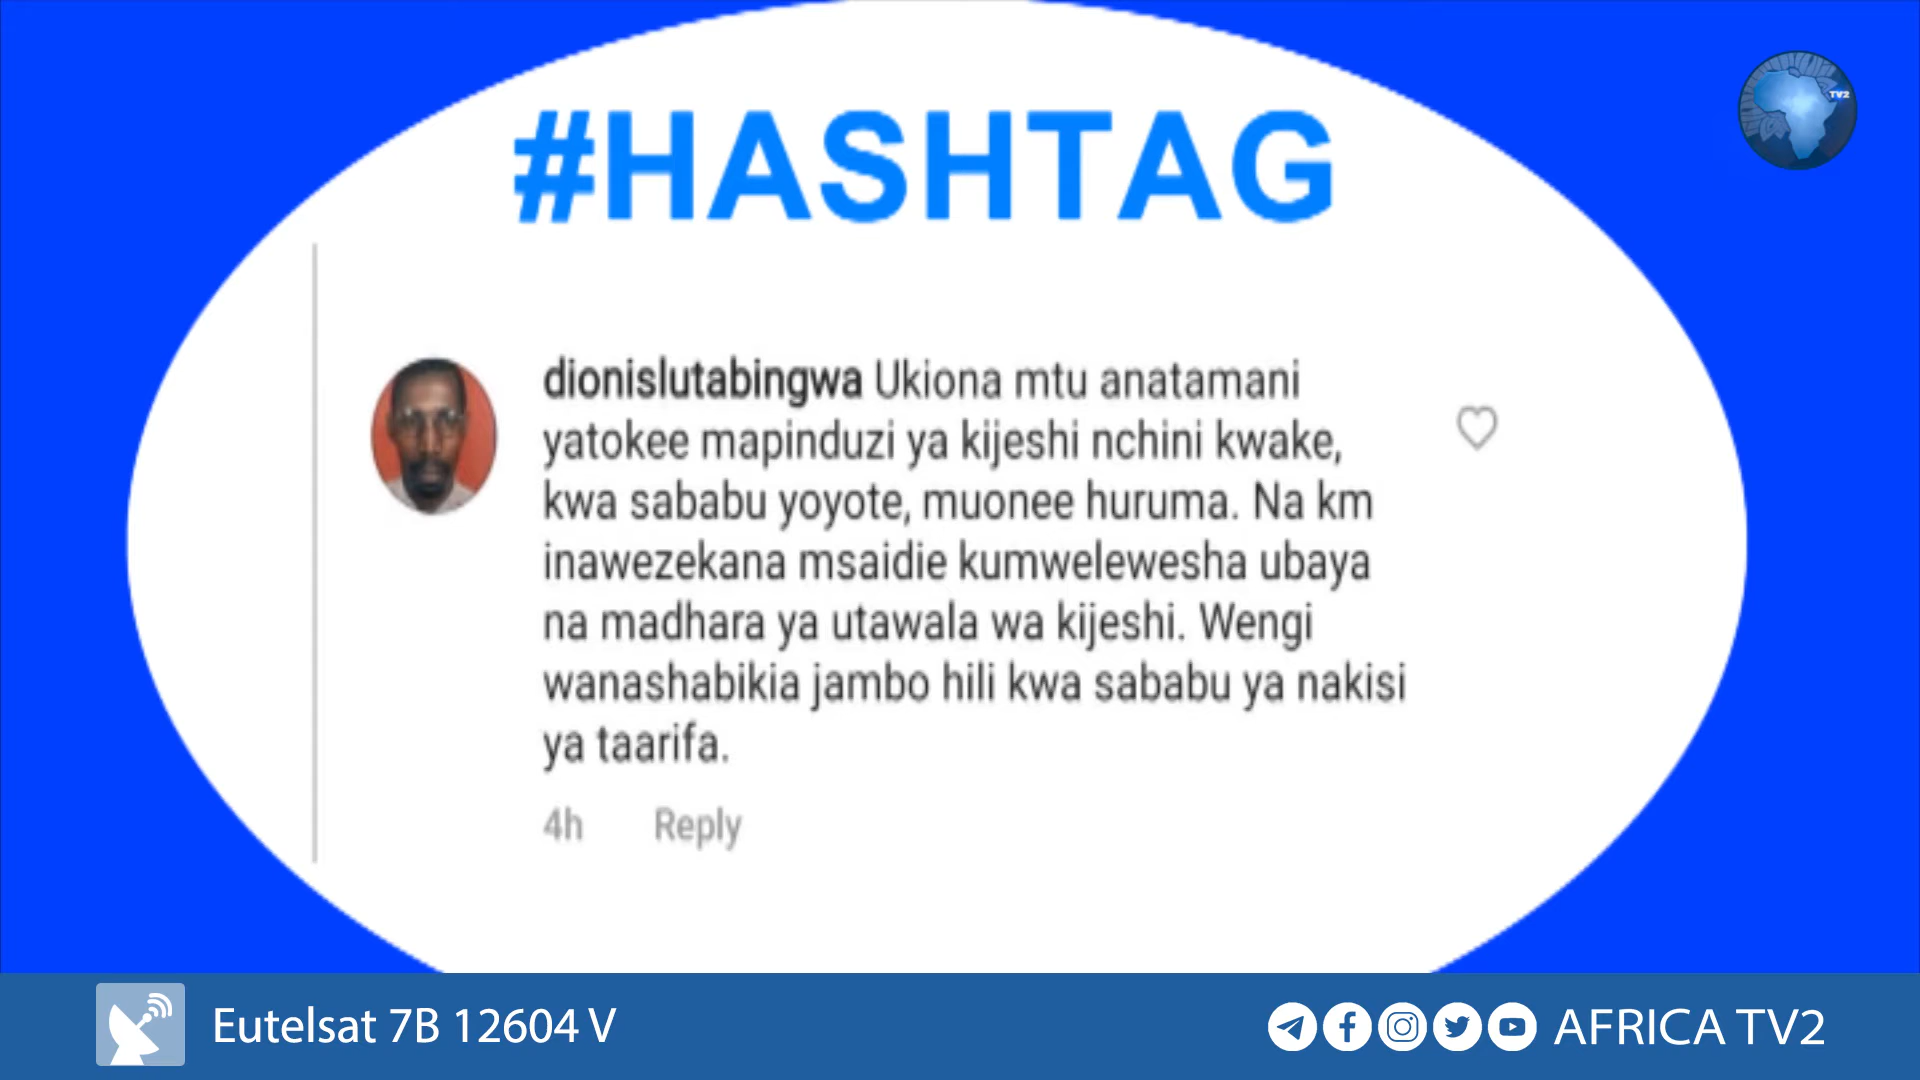 TV2
#HASHTAG
dionislutabingwa Ukiona mtu anatamani
yatokee mapinduzi ya kijeshi nchini kwake,
kwa sababu yoyote, muonee huruma. Na km
inawezekana msaidie kumwelewesha ubaya
na madhara ya utawala wa kijeshi. Wengi
wanashabikia jambo hili kwa sababu ya nakisi
ya taarifa.
4h Reply
Eutelsat 7B 12604 V
AFRICA TV2